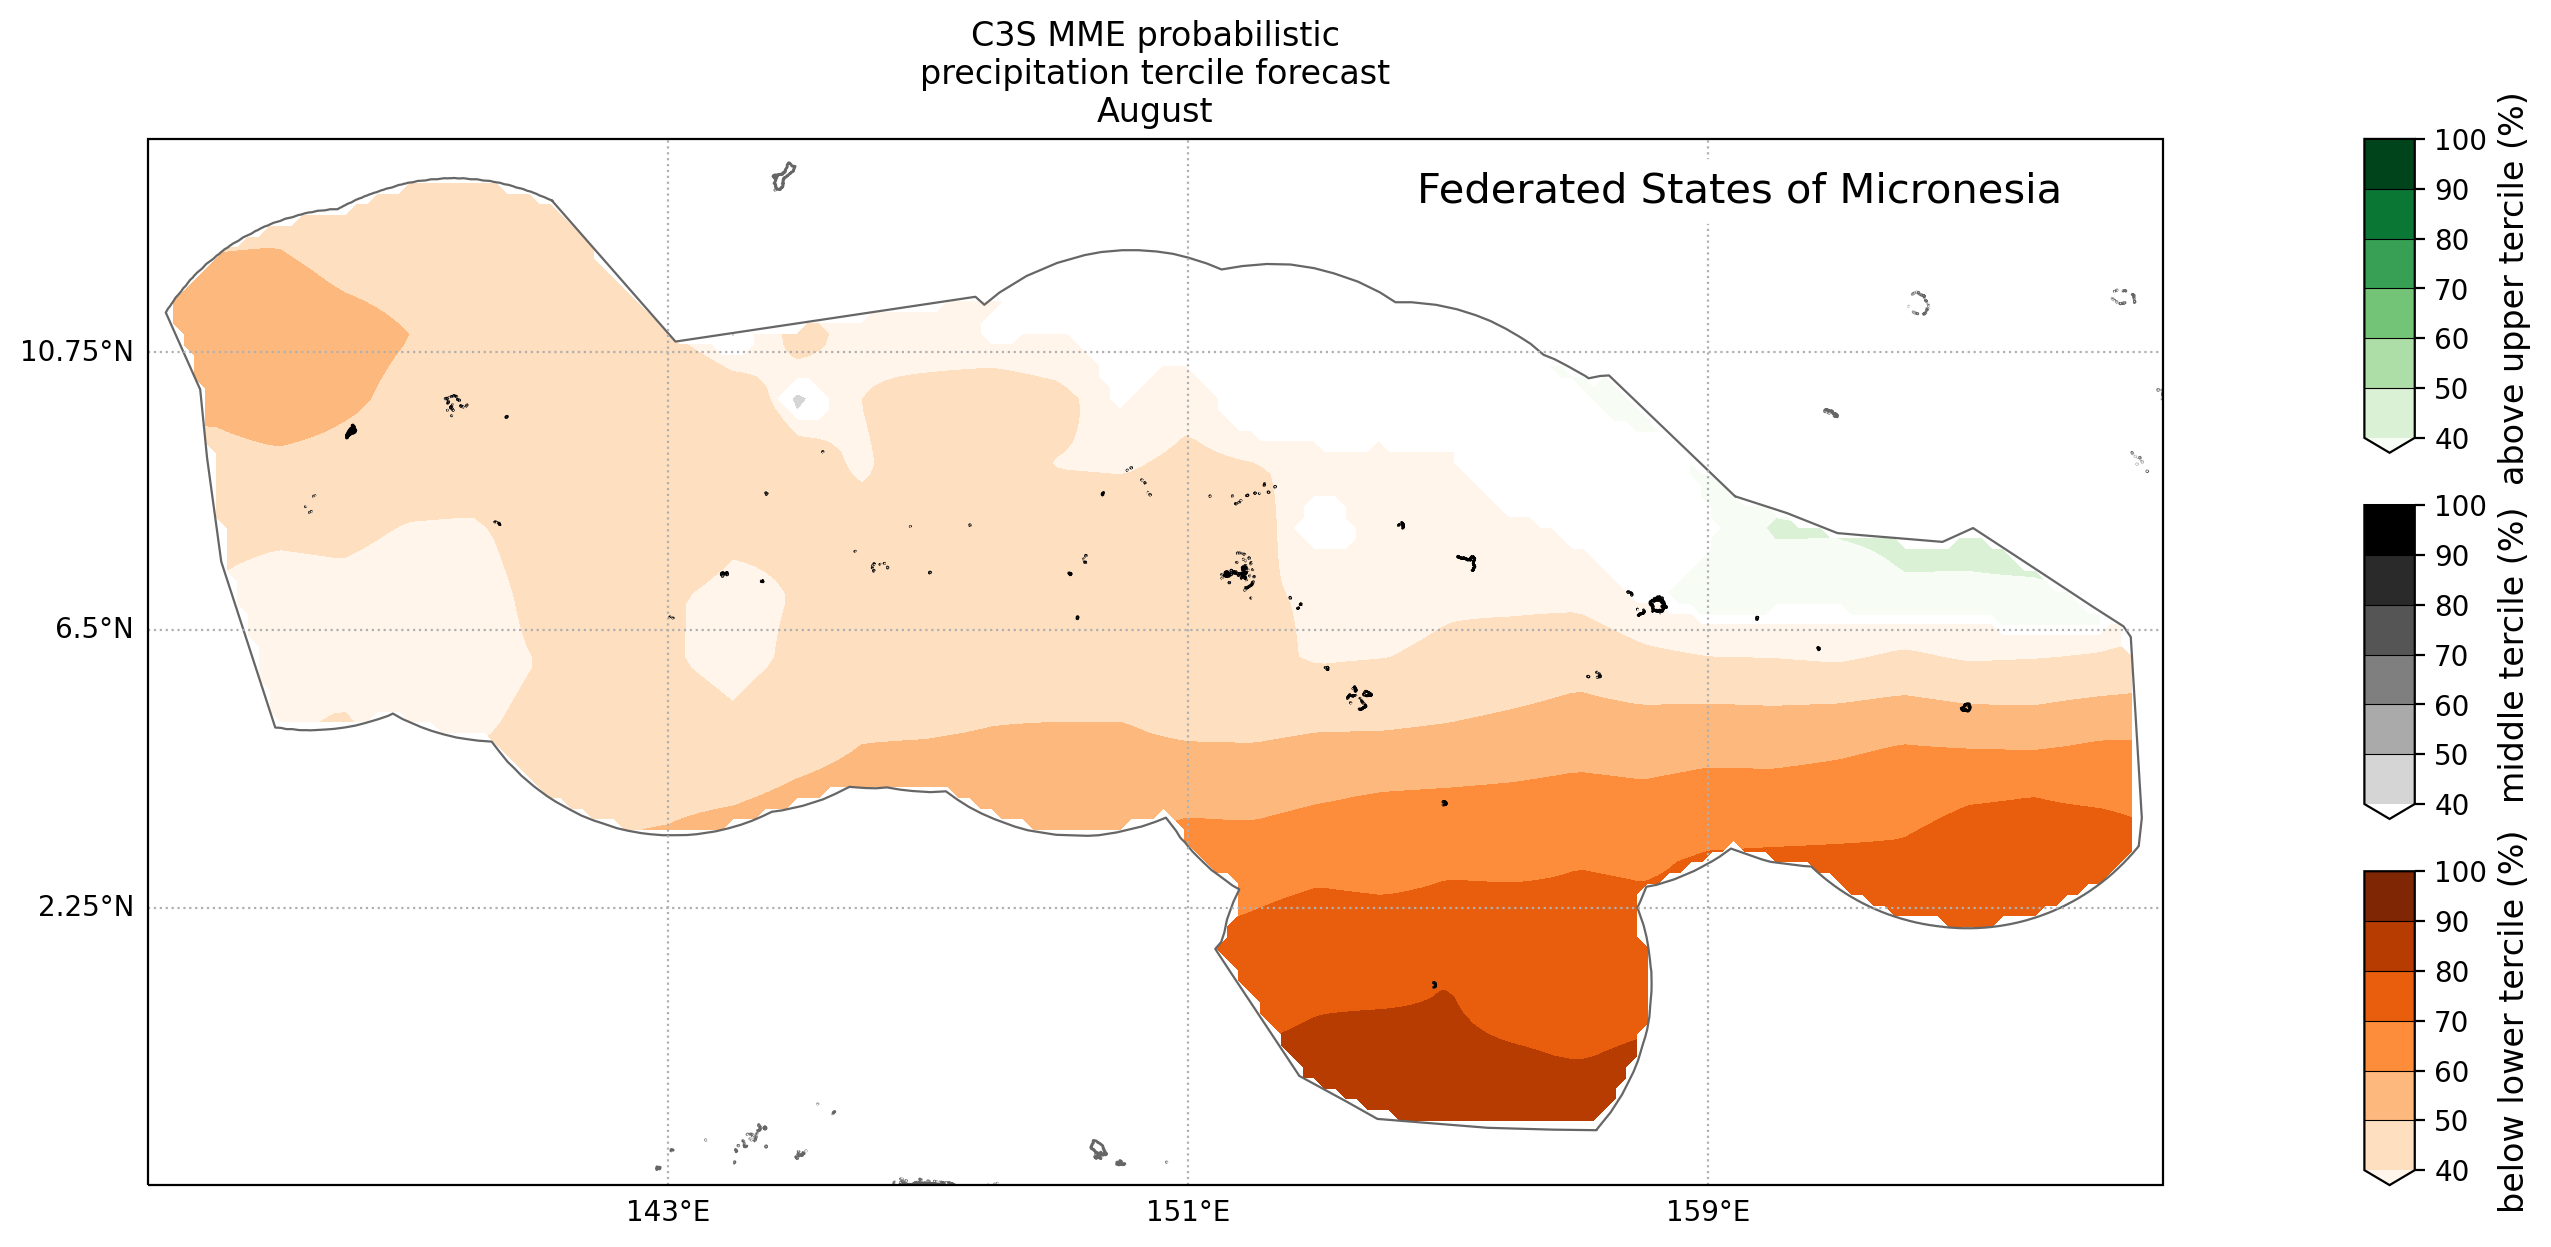 C3S MME probabilistic
precipitation tercile forecast
August
Federated States of Micronesia
10.75°N
6.5°N
2.25°N
143°E
151°E
159°E
100
90
80
70
60
50
40
above upper tercile (%)
100
90
80
70
60
50
40
middle tercile (%)
100
90
80
70
60
50
40
below lower tercile (%)